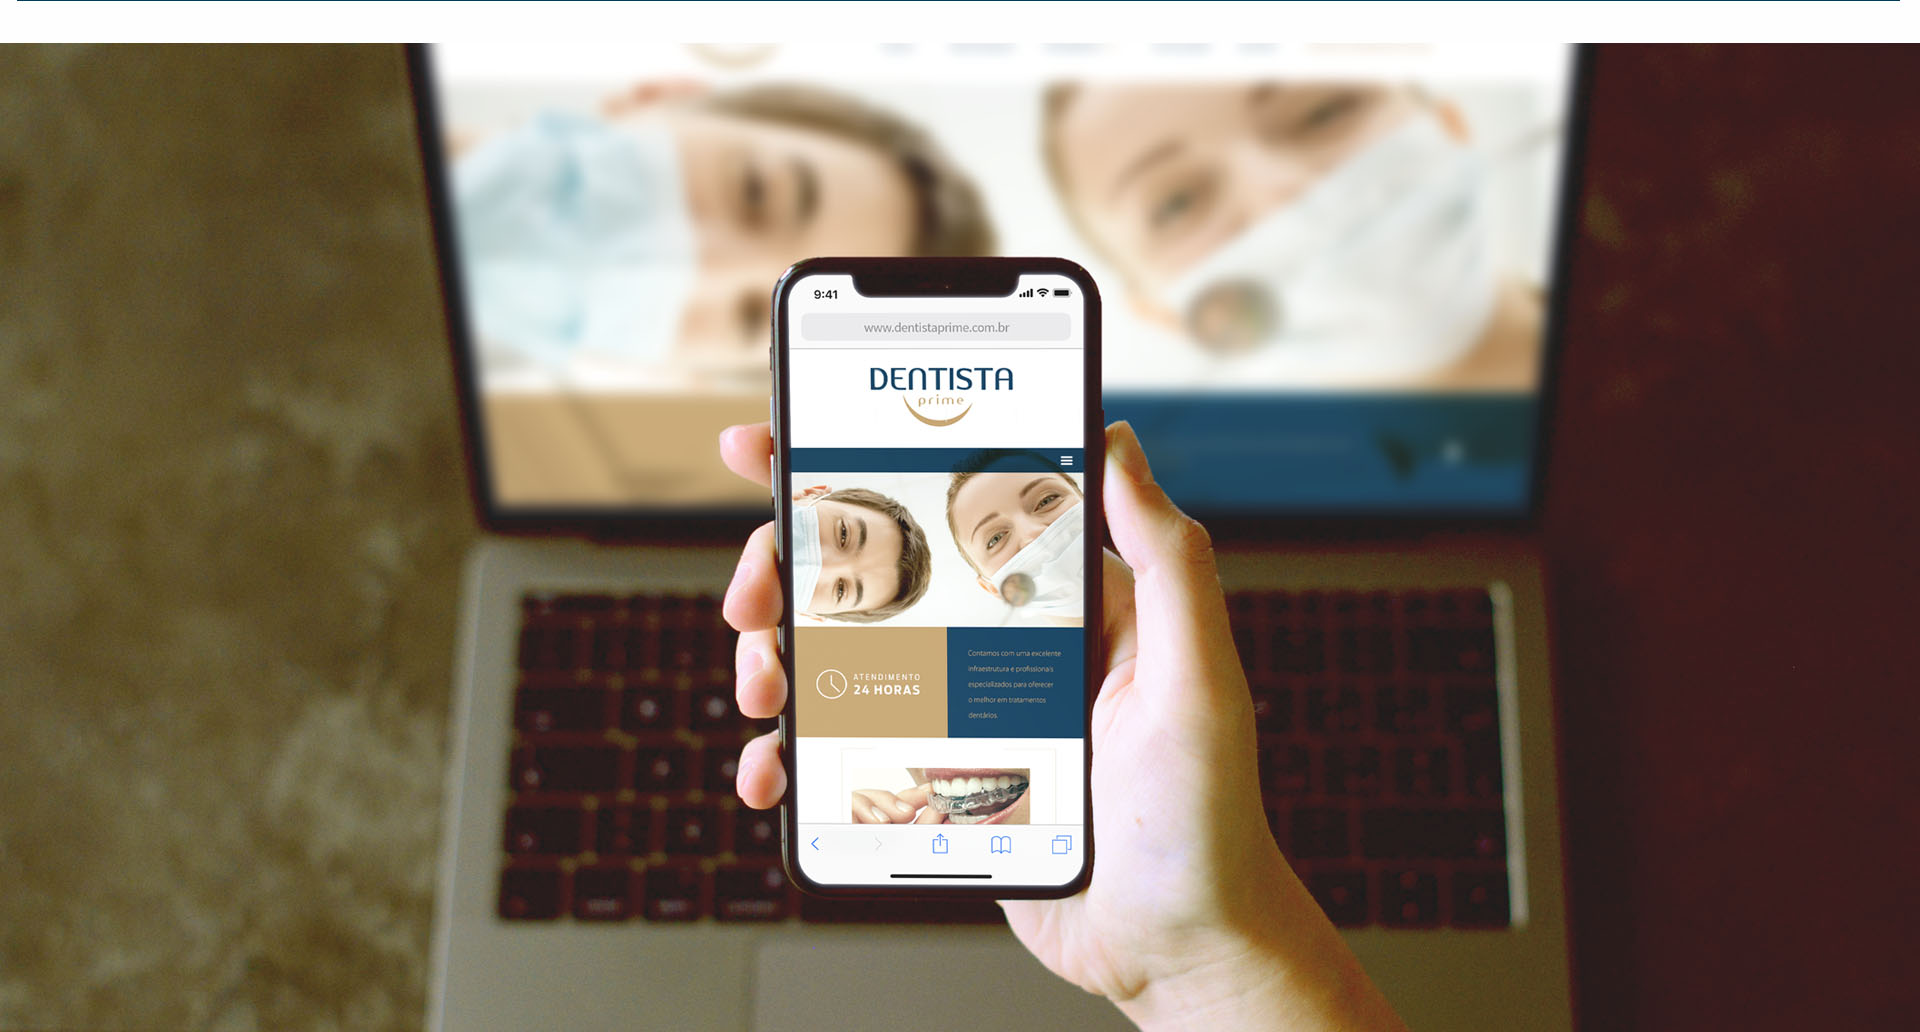 9:41
www.dentistaprime.com.br
DENTISTA
prime
ATENDIMENTO
24 HORAS
Contamos com uma excelente
infraestrutura e profissionais
especializados para oferecer
o melhor em tratamentos
dentários.